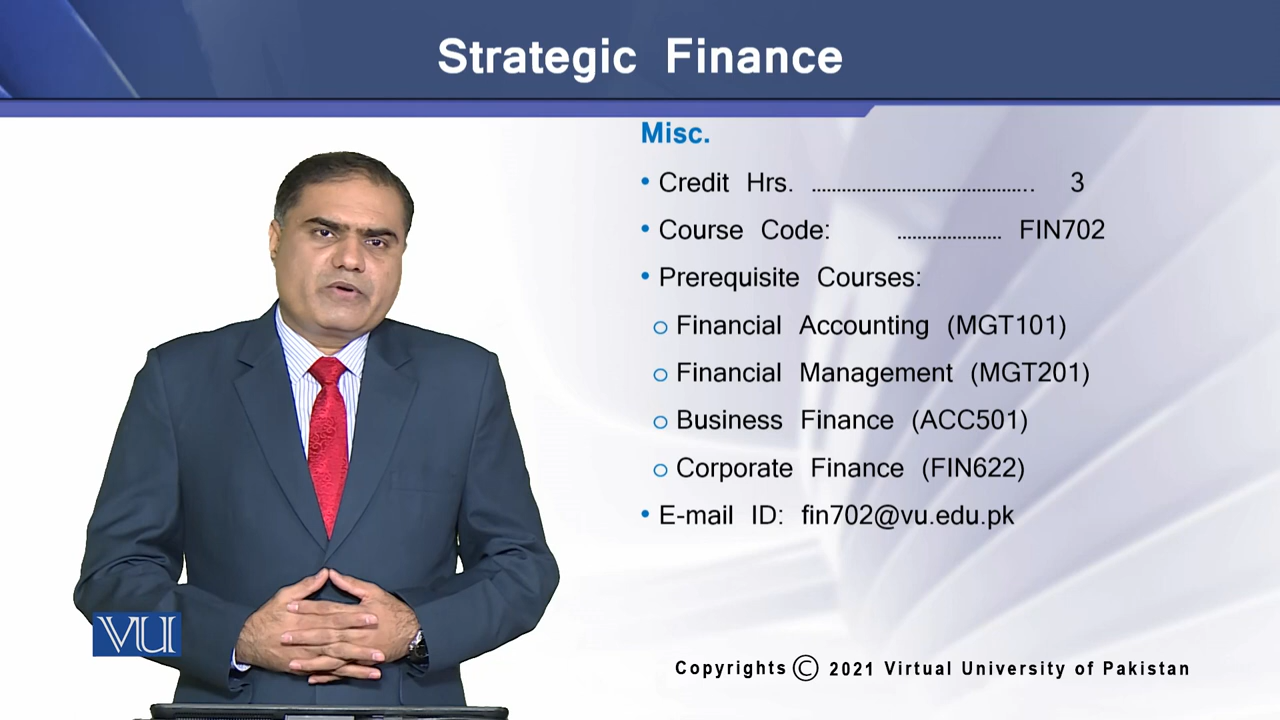 Strategic Finance
Misc.
• Credit Hrs. ........................................... 3
• Course Code: ..................... FIN702
• Prerequisite Courses:
o Financial Accounting (MGT101)
o Financial Management (MGT201)
o Business Finance (ACC501)
o Corporate Finance (FIN622)
• E-mail ID: fin702@vu.edu.pk
VU
Copyrights © 2021 Virtual University of Pakistan